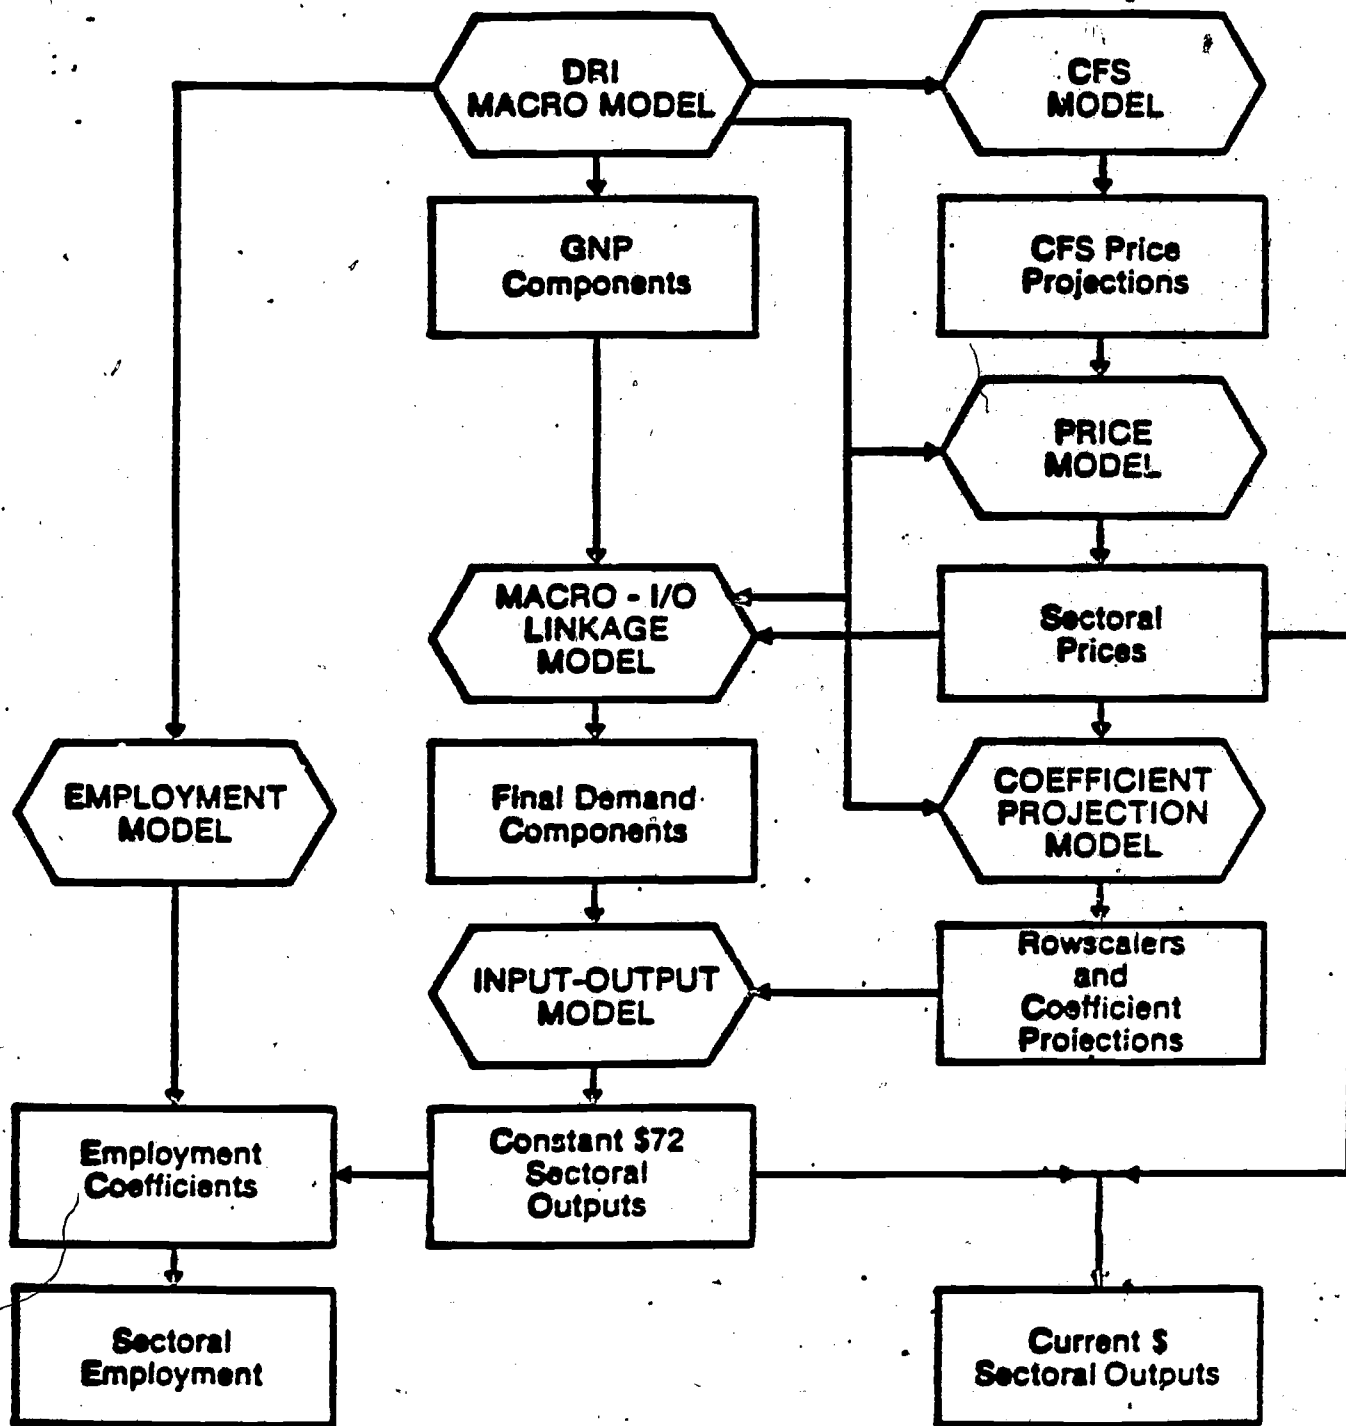 DRI
MACRO MODEL
CFS
MODEL
GNP
Components
CFS Price
Projections
PRICE
MODEL
MACRO - I/O
LINKAGE
MODEL
Sectoral
Prices
EMPLOYMENT
MODEL
Final Demand
Components
COEFFICIENT
PROJECTION
MODEL
INPUT-OUTPUT
MODEL
Rowscalers
and
Coefficient
Projections
Employment
Coefficients
Constant $72
Sectoral
Outputs
Sectoral
Employment
Current $
Sectoral Outputs